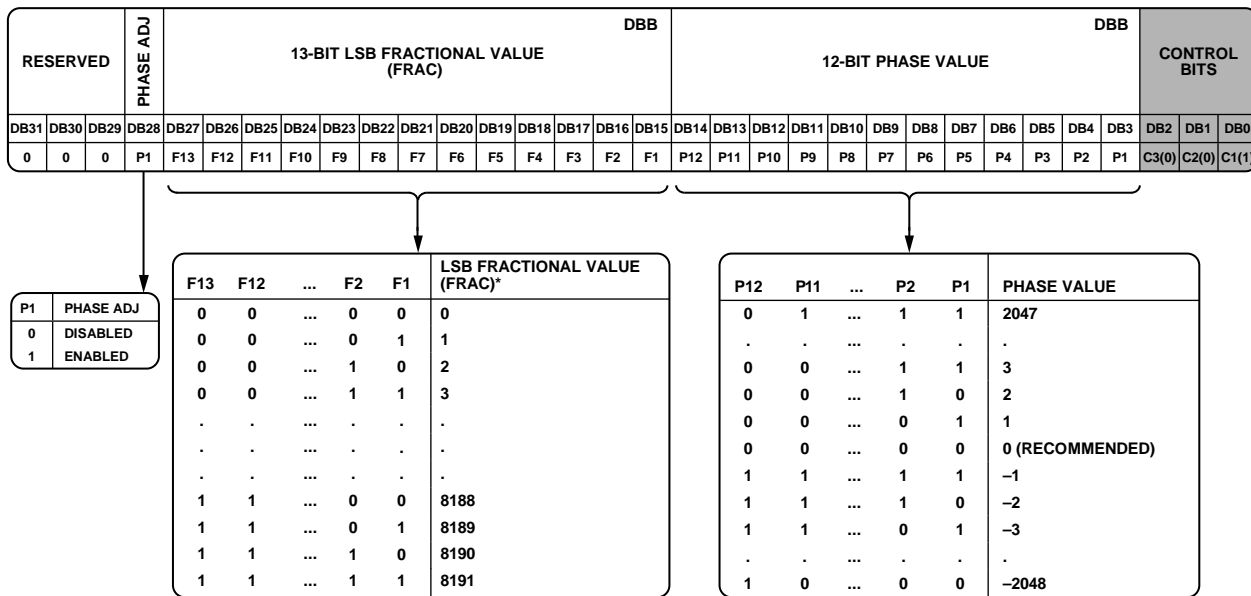 RESERVED
PHASE ADJ
13-BIT LSB FRACTIONAL VALUE
(FRAC)
DBB
12-BIT PHASE VALUE
DBB
CONTROL
BITS
DB31 DB30 DB29 DB28 DB27 DB26 DB25 DB24 DB23 DB22 DB21 DB20 DB19 DB18 DB17 DB16 DB15 DB14 DB13 DB12 DB11 DB10 DB9 DB8 DB7 DB6 DB5 DB4 DB3 DB2 DB1 DB0
0 0 0 P1 F13 F12 F11 F10 F9 F8 F7 F6 F5 F4 F3 F2 F1 P12 P11 P10 P9 P8 P7 P6 P5 P4 P3 P2 P1 C3(0) C2(0) C1(1)
P1 PHASE ADJ
0 DISABLED
1 ENABLED
F13 F12 ... F2 F1 LSB FRACTIONAL VALUE
(FRAC)*
0 0 ... 0 0 0
0 0 ... 0 1 1
0 0 ... 1 0 2
0 0 ... 1 1 3
. . ... . . .
. . ... . . .
. . ... . . .
1 1 ... 0 0 8188
1 1 ... 0 1 8189
1 1 ... 1 0 8190
1 1 ... 1 1 8191
P12 P11 ... P2 P1 PHASE VALUE
0 1 ... 1 1 2047
. . ... . . .
0 0 ... 1 1 3
0 0 ... 1 0 2
0 0 ... 0 1 1
0 0 ... 0 0 0 (RECOMMENDED)
1 1 ... 1 1 –1
1 1 ... 1 0 –2
1 1 ... 0 1 –3
. . ... . . .
1 0 ... 0 0 –2048